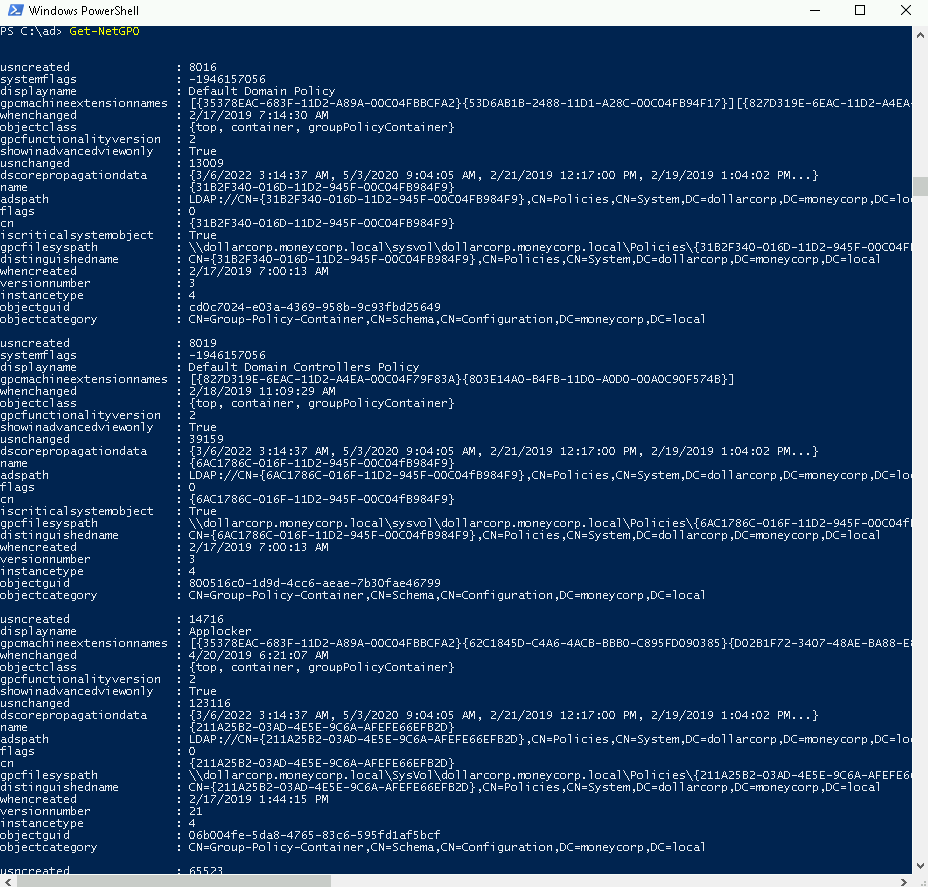 Windows PowerShell
PS C:\ad> Get-NetGPO
usncreated : 8016
systemflags : -1946157056
displayname : Default Domain Policy
gpcmachineextensionnames : [{35378EAC-683F-11D2-A89A-00C04FBBCFA2}{53D6AB1B-2488-11D1-A28C-00C04FB94F17}][{827D319E-6EAC-11D2-A4EA-
whenchanged : 2/17/2019 7:14:30 AM
objectclass : {top, container, groupPolicyContainer}
gpcfunctionalityversion : 2
showinadvancedviewonly : True
usnchanged : 13009
dscorepropagationdata : {3/6/2022 3:14:37 AM, 5/3/2020 9:04:05 AM, 2/21/2019 12:17:00 PM, 2/19/2019 1:04:02 PM...}
name : {31B2F340-016D-11D2-945F-00C04FB984F9}
adspath : LDAP://CN={31B2F340-016D-11D2-945F-00C04FB984F9},CN=Policies,CN=System,DC=dollarcorp,DC=moneycorp,DC=lo
flags : 0
cn : {31B2F340-016D-11D2-945F-00C04FB984F9}
iscriticalsystemobject : True
gpcfilesyspath : \\dollarcorp.moneycorp.local\sysvol\dollarcorp.moneycorp.local\Policies\{31B2F340-016D-11D2-945F-00C04F
distinguishedname : CN={31B2F340-016D-11D2-945F-00C04FB984F9},CN=Policies,CN=System,DC=dollarcorp,DC=moneycorp,DC=local
whencreated : 2/17/2019 7:00:13 AM
versionnumber : 3
instancetype : 4
objectguid : cd0c7024-e03a-4369-958b-9c93fbd25649
objectcategory : CN=Group-Policy-Container,CN=Schema,CN=Configuration,DC=moneycorp,DC=local
usncreated : 8019
systemflags : -1946157056
displayname : Default Domain Controllers Policy
gpcmachineextensionnames : [{827D319E-6EAC-11D2-A4EA-00C04F79F83A}{803E14A0-B4FB-11D0-A0D0-00A0C90F574B}]
whenchanged : 2/18/2019 11:09:29 AM
objectclass : {top, container, groupPolicyContainer}
gpcfunctionalityversion : 2
showinadvancedviewonly : True
usnchanged : 39159
dscorepropagationdata : {3/6/2022 3:14:37 AM, 5/3/2020 9:04:05 AM, 2/21/2019 12:17:00 PM, 2/19/2019 1:04:02 PM...}
name : {6AC1786C-016F-11D2-945F-00C04fB984F9}
adspath : LDAP://CN={6AC1786C-016F-11D2-945F-00C04fB984F9},CN=Policies,CN=System,DC=dollarcorp,DC=moneycorp,DC=lo
flags : 0
cn : {6AC1786C-016F-11D2-945F-00C04fB984F9}
iscriticalsystemobject : True
gpcfilesyspath : \\dollarcorp.moneycorp.local\sysvol\dollarcorp.moneycorp.local\Policies\{6AC1786C-016F-11D2-945F-00C04f
distinguishedname : CN={6AC1786C-016F-11D2-945F-00C04fB984F9},CN=Policies,CN=System,DC=dollarcorp,DC=moneycorp,DC=local
whencreated : 2/17/2019 7:00:13 AM
versionnumber : 3
instancetype : 4
objectguid : 800516c0-1d9d-4cc6-aeae-7b30fae46799
objectcategory : CN=Group-Policy-Container,CN=Schema,CN=Configuration,DC=moneycorp,DC=local
usncreated : 14716
displayname : Applocker
gpcmachineextensionnames : [{35378EAC-683F-11D2-A89A-00C04FBBCFA2}{62C1845D-C4A6-4ACB-BBB0-C895FD090385}{D02B1F72-3407-48AE-BA88-E8
whenchanged : 4/20/2019 6:21:07 AM
objectclass : {top, container, groupPolicyContainer}
gpcfunctionalityversion : 2
showinadvancedviewonly : True
usnchanged : 123116
dscorepropagationdata : {3/6/2022 3:14:37 AM, 5/3/2020 9:04:05 AM, 2/21/2019 12:17:00 PM, 2/19/2019 1:04:02 PM...}
name : {211A25B2-03AD-4E5E-9C6A-AFEFE66EFB2D}
adspath : LDAP://CN={211A25B2-03AD-4E5E-9C6A-AFEFE66EFB2D},CN=Policies,CN=System,DC=dollarcorp,DC=moneycorp,DC=lo
flags : 0
cn : {211A25B2-03AD-4E5E-9C6A-AFEFE66EFB2D}
gpcfilesyspath : \\dollarcorp.moneycorp.local\SysVol\dollarcorp.moneycorp.local\Policies\{211A25B2-03AD-4E5E-9C6A-AFEFE6
distinguishedname : CN={211A25B2-03AD-4E5E-9C6A-AFEFE66EFB2D},CN=Policies,CN=System,DC=dollarcorp,DC=moneycorp,DC=local
whencreated : 2/17/2019 1:44:15 PM
versionnumber : 21
instancetype : 4
objectguid : 06b004fe-5da8-4765-83c6-595fd1af5bcf
objectcategory : CN=Group-Policy-Container,CN=Schema,CN=Configuration,DC=moneycorp,DC=local
usncreated : 65523